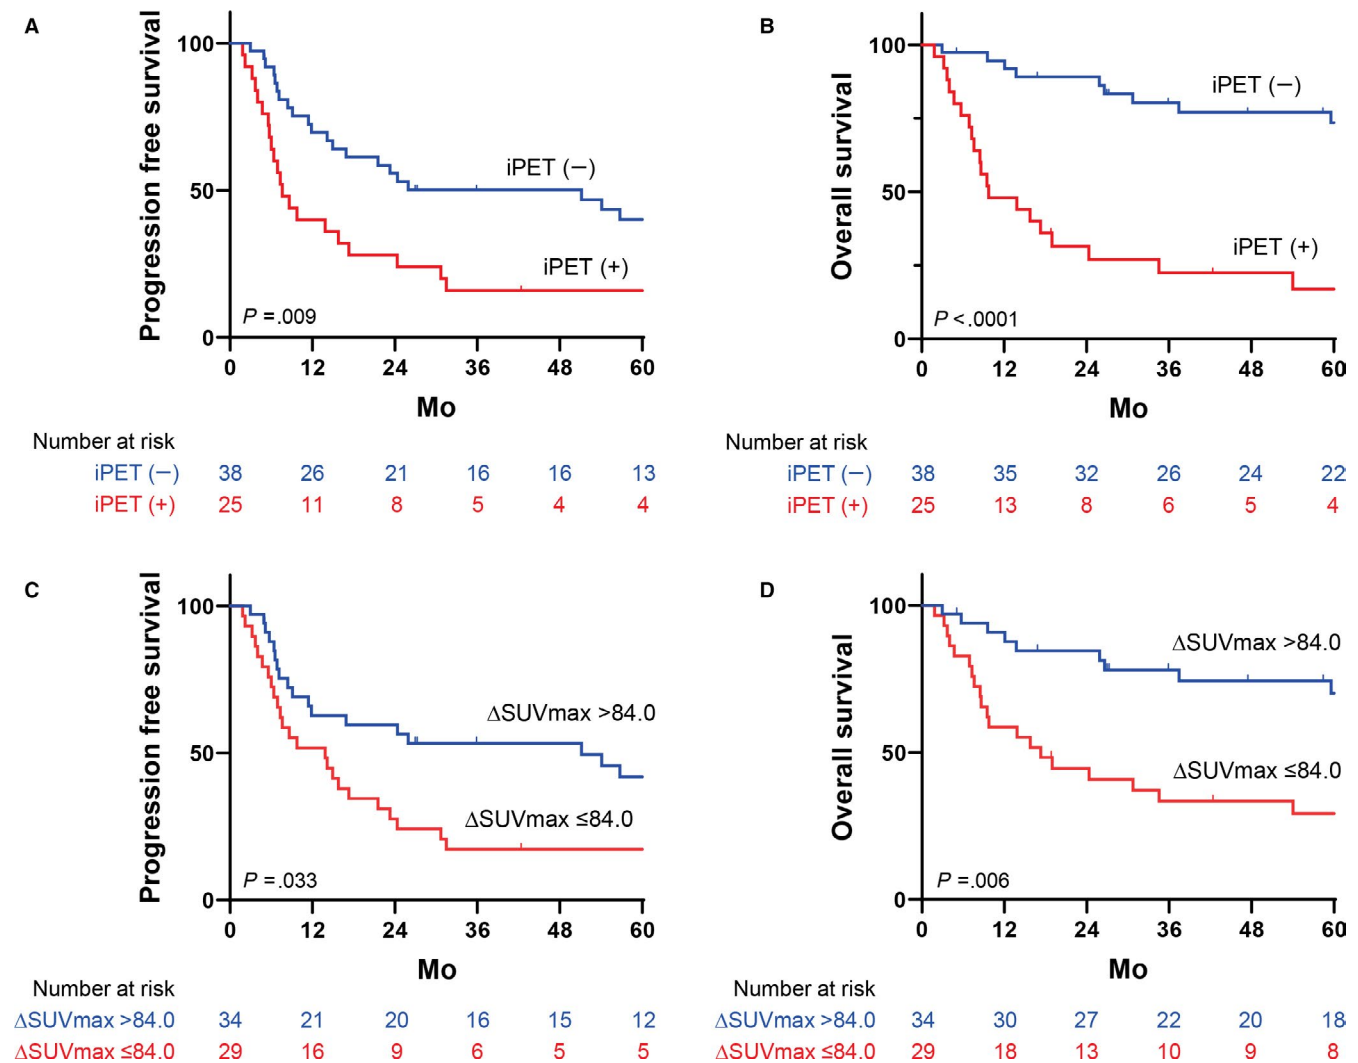 A
Progression free survival
100
50
0
iPET (−)
iPET (+)
P =.009
0 12 24 36 48 60
Mo
Number at risk
iPET (−) 38 26 21 16 16 13
iPET (+) 25 11 8 5 4 4
B
Overall survival
100
50
0
iPET (−)
iPET (+)
P <.0001
0 12 24 36 48 60
Mo
Number at risk
iPET (−) 38 35 32 26 24 22
iPET (+) 25 13 8 6 5 4
C
Progression free survival
100
50
0
ΔSUVmax >84.0
ΔSUVmax ≤84.0
P =.033
0 12 24 36 48 60
Mo
Number at risk
ΔSUVmax >84.0 34 21 20 16 15 12
ΔSUVmax ≤84.0 29 16 9 6 5 5
D
Overall survival
100
50
0
ΔSUVmax >84.0
ΔSUVmax ≤84.0
P =.006
0 12 24 36 48 60
Mo
Number at risk
ΔSUVmax >84.0 34 30 27 22 20 18
ΔSUVmax ≤84.0 29 18 13 10 9 8